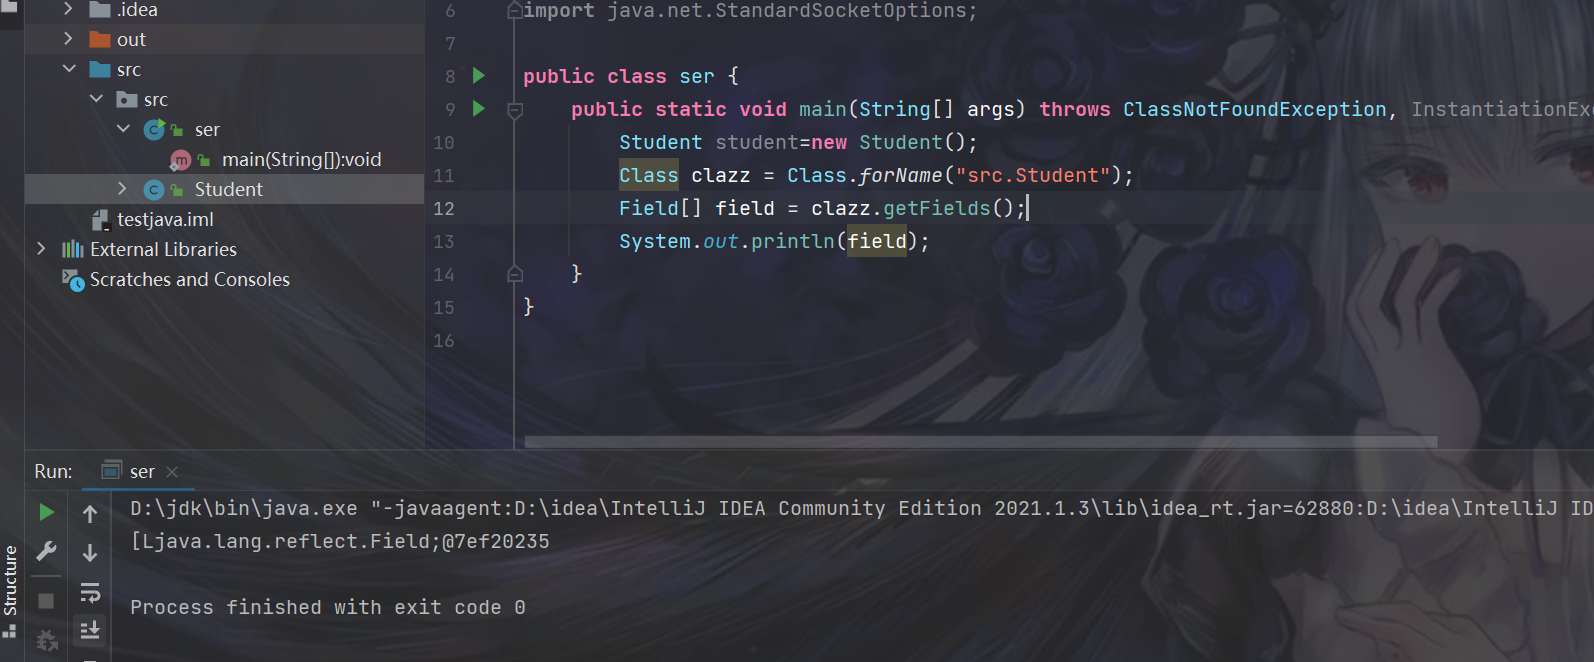 .idea
out
src
src
ser
main(String[]):void
Student
testjava.iml
External Libraries
Scratches and Consoles
6 import java.net.StandardSocketOptions;
7
8 public class ser {
9 public static void main(String[] args) throws ClassNotFoundException, InstantiationExc
10 Student student=new Student();
11 Class clazz = Class.forName("src.Student");
12 Field[] field = clazz.getFields();
13 System.out.println(field);
14 }
15 }
16
Run: ser
D:\jdk\bin\java.exe "-javaagent:D:\idea\IntelliJ IDEA Community Edition 2021.1.3\lib\idea_rt.jar=62880:D:\idea\IntelliJ ID
[Ljava.lang.reflect.Field;@7ef20235
Process finished with exit code 0
Structure